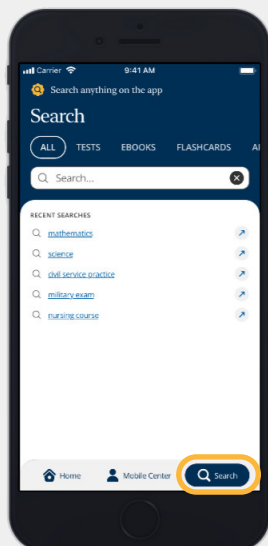 Carrier 9:41 AM
Search anything on the app
Search
ALL TESTS EBOOKS FLASHCARDS
Search...
RECENT SEARCHES
mathematics
science
civil service practice
military exam
nursing course
Home Mobile Center Search